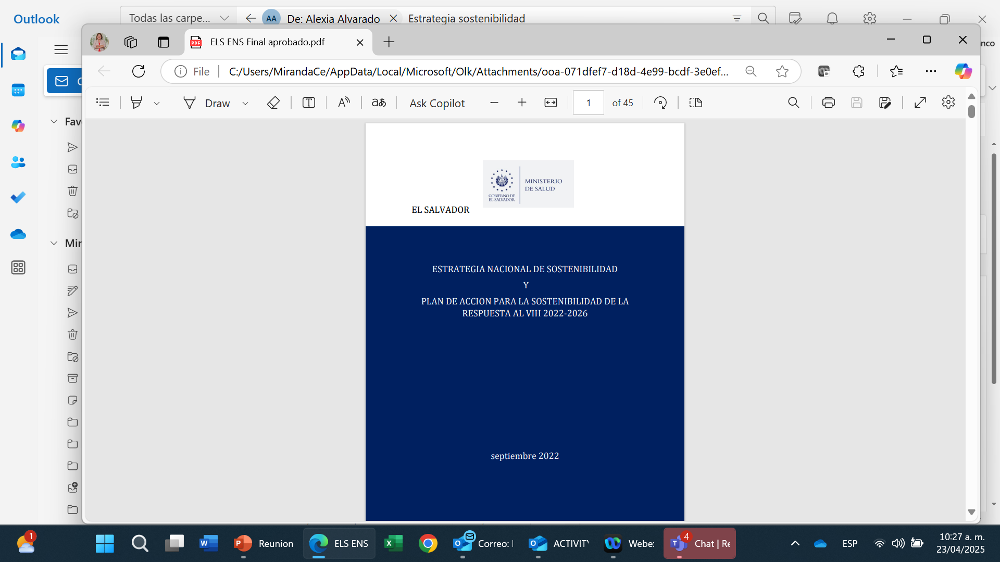 Outlook
Todas las carpe...
AA
De: Alexia Alvarado
Estrategia sostenibilidad
ELS ENS Final aprobado.pdf
File
C:/Users/MirandaCe/AppData/Local/Microsoft/Olk/Attachments/ooa-071dfef7-d18d-4e99-bcdf-3e0ef...
nco
Draw
Ask Copilot
1
of 45
Fav
Mir
GOBIERNO DE
EL SALVADOR
MINISTERIO
DE SALUD
EL SALVADOR
ESTRATEGIA NACIONAL DE SOSTENIBILIDAD
Y
PLAN DE ACCION PARA LA SOSTENIBILIDAD DE LA
RESPUESTA AL VIH 2022-2026
septiembre 2022
1
Reunion
ELS ENS
Correo:
ACTIVIT
Webex
4
Chat | Re
ESP
10:27 a. m.
23/04/2025